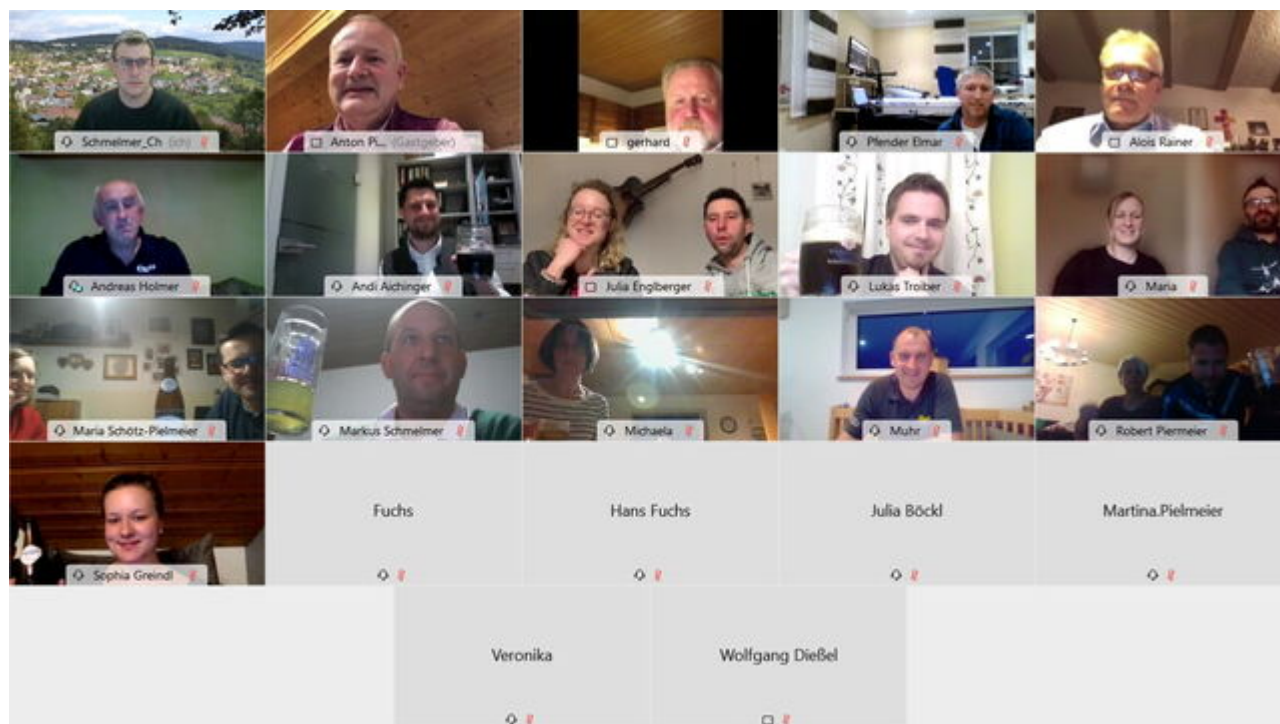 Schmelmer_Ch (ich)
Anton Pi... (Gastgeber)
gerhard
Pfender Elmar
Alois Rainer
Andreas Holmer
Andi Aichinger
Julia Englberger
Lukas Troiber
Maria
Maria Schötz-Pielmeier
Markus Schmelmer
Michaela
Muhr
Robert Piermeier
Sophia Greindl
Fuchs
Hans Fuchs
Julia Böckl
Martina.Pielmeier
Veronika
Wolfgang Dießel